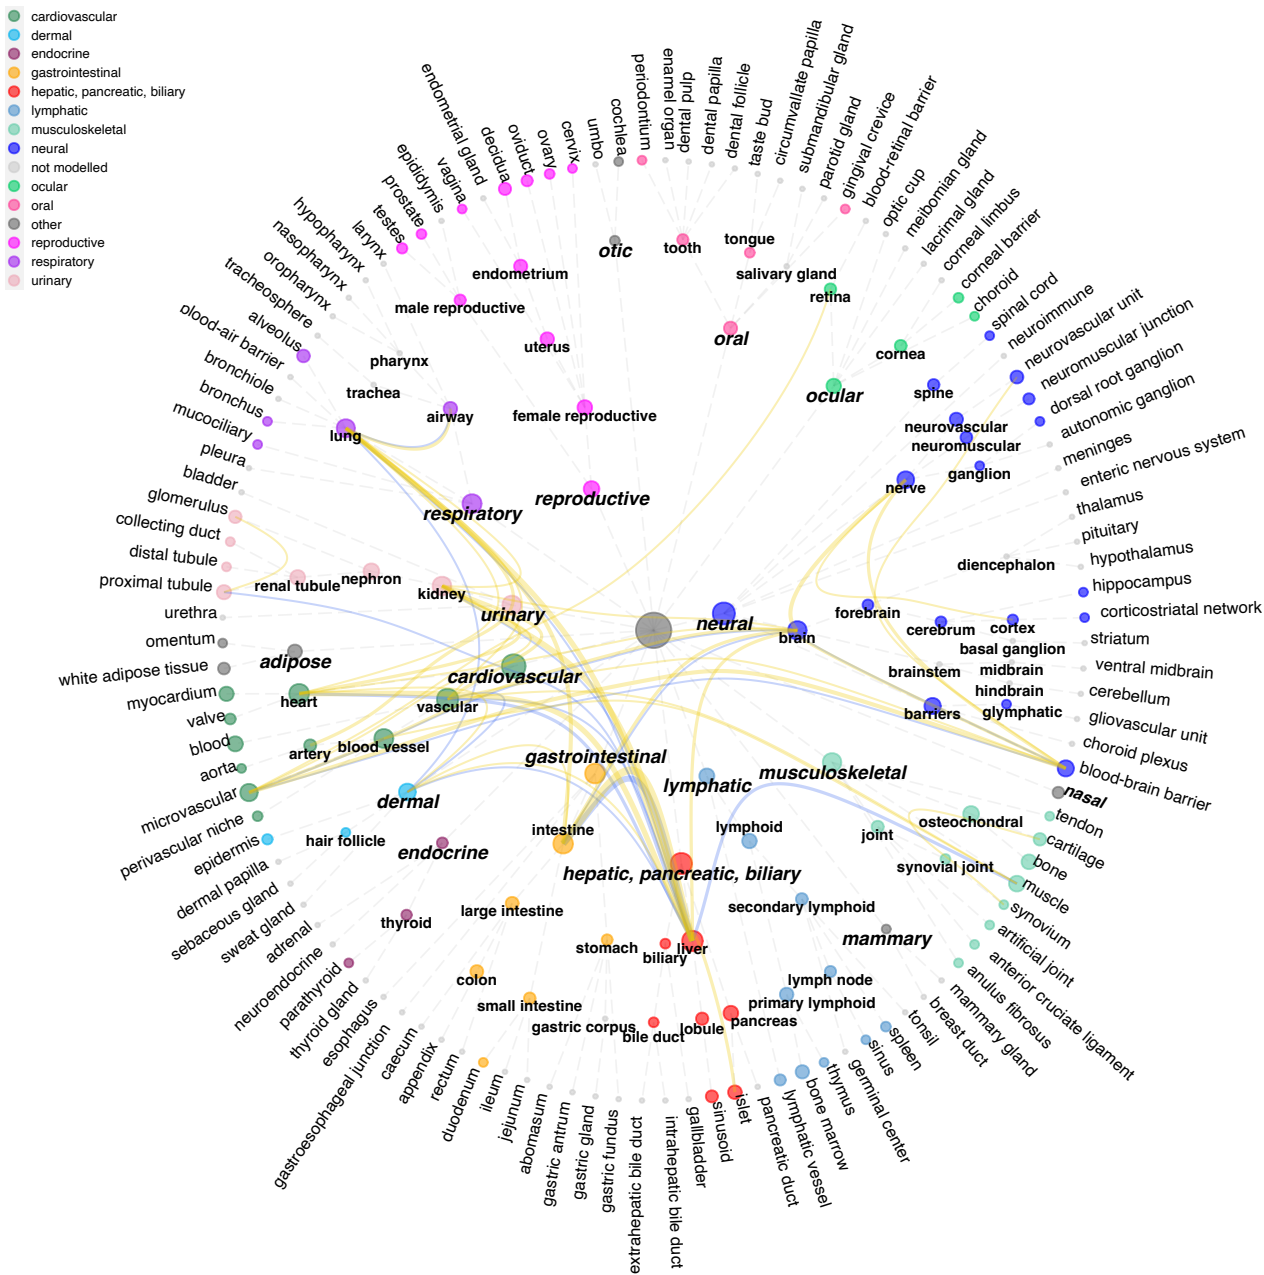 cardiovascular
dermal
endocrine
gastrointestinal
hepatic, pancreatic, biliary
lymphatic
musculoskeletal
neural
not modelled
ocular
oral
other
reproductive
respiratory
urinary
umbo
cochlea
periodontium
enamel organ
dental pulp
dental papilla
dental follicle
taste bud
circumvallate papilla
submandibular gland
parotid gland
gingival crevice
blood-retinal barrier
optic cup
meibomian gland
lacrimal gland
corneal limbus
corneal barrier
choroid
spinal cord
neuroimmune
neurovascular unit
neuromuscular junction
dorsal root ganglion
autonomic ganglion
meninges
enteric nervous system
thalamus
pituitary
hypothalamus
hippocampus
corticostriatal network
striatum
ventral midbrain
cerebellum
gliovascular unit
choroid plexus
blood-brain barrier
nasal
tendon
cartilage
bone
muscle
synovium
artificial joint
anterior cruciate ligament
anulus fibrosus
mammary gland
breast duct
tonsil
spleen
sinus
germinal center
thymus
bone marrow
lymphatic vessel
pancreatic duct
islet
sinusoid
gallbladder
intrahepatic bile duct
extrahepatic bile duct
gastric fundus
gastric gland
gastric antrum
abomasum
jejunum
ileum
duodenum
rectum
appendix
caecum
gastroesophageal junction
esophagus
thyroid gland
parathyroid
neuroendocrine
adrenal
sweat gland
sebaceous gland
dermal papilla
epidermis
perivascular niche
microvascular
aorta
blood
valve
myocardium
white adipose tissue
omentum
urethra
proximal tubule
distal tubule
collecting duct
glomerulus
bladder
pleura
mucociliary
bronchus
bronchiole
blood-air barrier
alveolus
tracheosphere
oropharynx
nasopharynx
hypopharynx
larynx
testes
prostate
epididymis
vagina
endometrial gland
decidua
oviduct
ovary
cervix
otic
tooth
tongue
salivary gland
retina
endometrium
male reproductive
oral
uterus
cornea
pharynx
trachea
ocular
spine
airway
female reproductive
neurovascular
neuromuscular
lung
ganglion
nerve
reproductive
respiratory
diencephalon
renal tubule
nephron
kidney
urinary
neural
brain
forebrain
cerebrum
cortex
basal ganglion
adipose
brainstem
midbrain
cardiovascular
hindbrain
heart
vascular
barriers
glymphatic
artery
blood vessel
gastrointestinal
lymphatic
musculoskeletal
dermal
osteochondral
intestine
lymphoid
joint
hair follicle
endocrine
synovial joint
hepatic, pancreatic, biliary
large intestine
secondary lymphoid
thyroid
stomach
biliary
liver
mammary
colon
lymph node
small intestine
primary lymphoid
gastric corpus
bile duct
lobule
pancreas